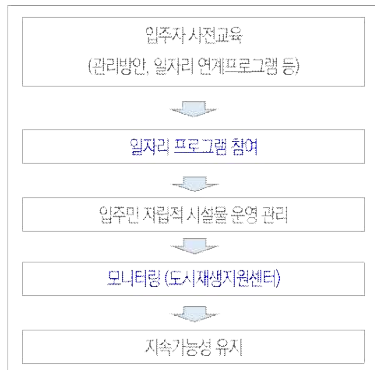 입주자 사전교육
(관리방안, 일자리 연계프로그램 등)
일자리 프로그램 참여
입주민 자립적 시설물 운영 관리
모니터링 (도시재생지원센터)
지속가능성 유지